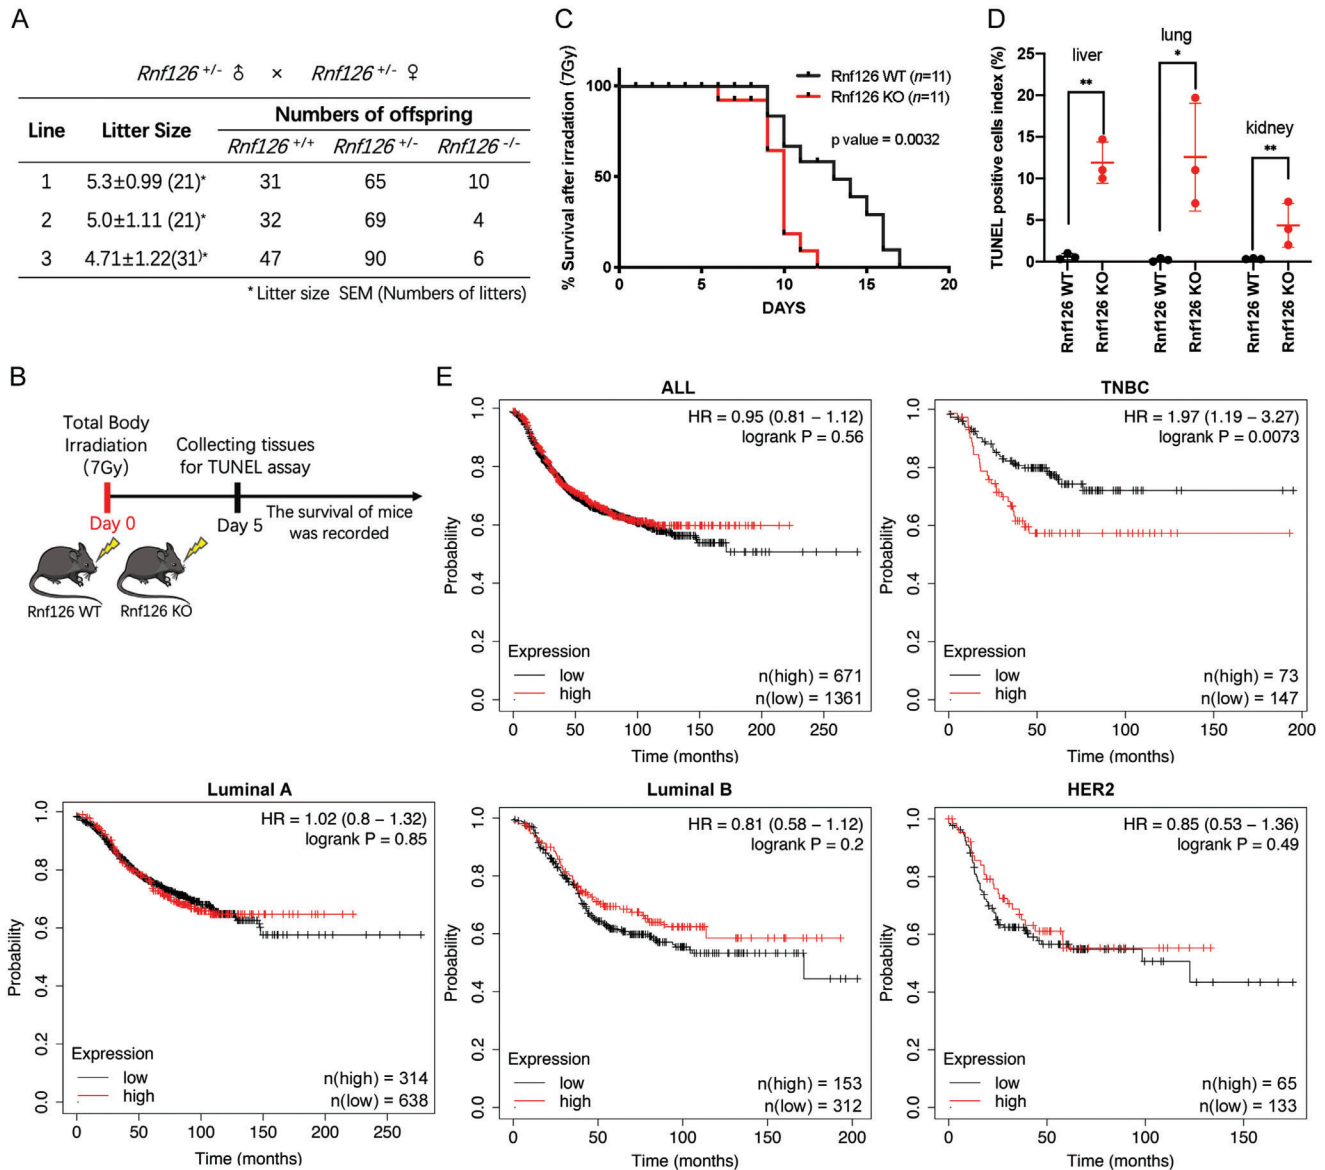 A
Rnf126 +/- ♂ × Rnf126 +/- ♀
Line Litter Size Numbers of offspring
Rnf126 +/+ Rnf126 +/- Rnf126 -/-
1 5.3±0.99 (21)* 31 65 10
2 5.0±1.11 (21)* 32 69 4
3 4.71±1.22(31)* 47 90 6
* Litter size SEM (Numbers of litters)
B
Total Body
Irradiation
(7Gy)
Collecting tissues
for TUNEL assay
Day 0
Day 5
The survival of mice
was recorded
Rnf126 WT
Rnf126 KO
C
% Survival after irradation (7Gy)
100
50
0
0 5 10 15 20
DAYS
Rnf126 WT (n=11)
Rnf126 KO (n=11)
p value = 0.0032
D
TUNEL positive cells index (%)
25
20
15
10
5
0
liver
**
lung
*
kidney
**
Rnf126 WT
Rnf126 KO
Rnf126 WT
Rnf126 KO
Rnf126 WT
Rnf126 KO
E
ALL
HR = 0.95 (0.81 − 1.12)
logrank P = 0.56
Probability
1.0
0.8
0.6
0.4
0.2
0.0
Expression
low
high
n(high) = 671
n(low) = 1361
0 50 100 150 200 250
Time (months)
TNBC
HR = 1.97 (1.19 − 3.27)
logrank P = 0.0073
Probability
1.0
0.8
0.6
0.4
0.2
0.0
Expression
low
high
n(high) = 73
n(low) = 147
0 50 100 150 200
Time (months)
Luminal A
HR = 1.02 (0.8 − 1.32)
logrank P = 0.85
Probability
1.0
0.8
0.6
0.4
0.2
0.0
Expression
low
high
n(high) = 314
n(low) = 638
0 50 100 150 200 250
Time (months)
Luminal B
HR = 0.81 (0.58 − 1.12)
logrank P = 0.2
Probability
1.0
0.8
0.6
0.4
0.2
0.0
Expression
low
high
n(high) = 153
n(low) = 312
0 50 100 150 200
Time (months)
HER2
HR = 0.85 (0.53 − 1.36)
logrank P = 0.49
Probability
1.0
0.8
0.6
0.4
0.2
0.0
Expression
low
high
n(high) = 65
n(low) = 133
0 50 100 150
Time (months)